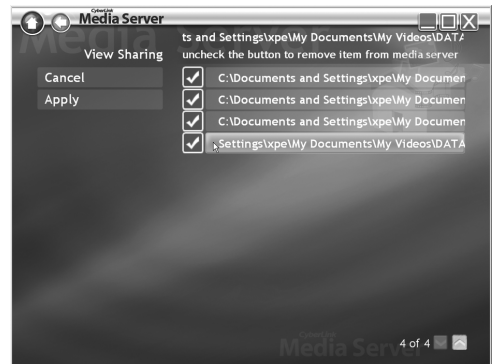 CyberLink
Media Server
ts and Settings\xpe\My Documents\My Videos\DATA
View Sharing
uncheck the button to remove item from media server
Cancel
C:\Documents and Settings\xpe\My Documen
Apply
C:\Documents and Settings\xpe\My Documen
C:\Documents and Settings\xpe\My Documen
Settings\xpe\My Documents\My Videos\DATA
4 of 4
CyberLink
Media Server